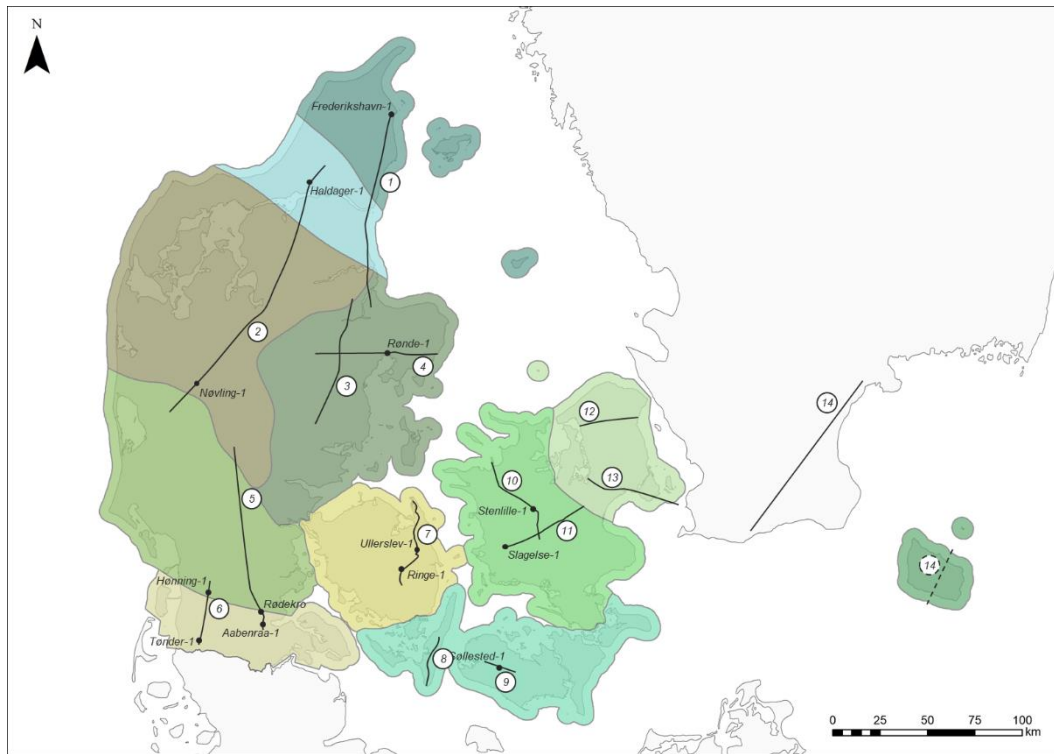 N
Frederikshavn-1
1
Haldager-1
2
Rønde-1
3
4
Nøvling-1
14
12
5
10
13
Stenlille-1
7
11
Ullerslev-1
Slagelse-1
Ringe-1
14
Hønning-1
6
Rødekro
Aabenraa-1
Tønder-1
8
Søllested-1
9
0 25 50 75 100
km